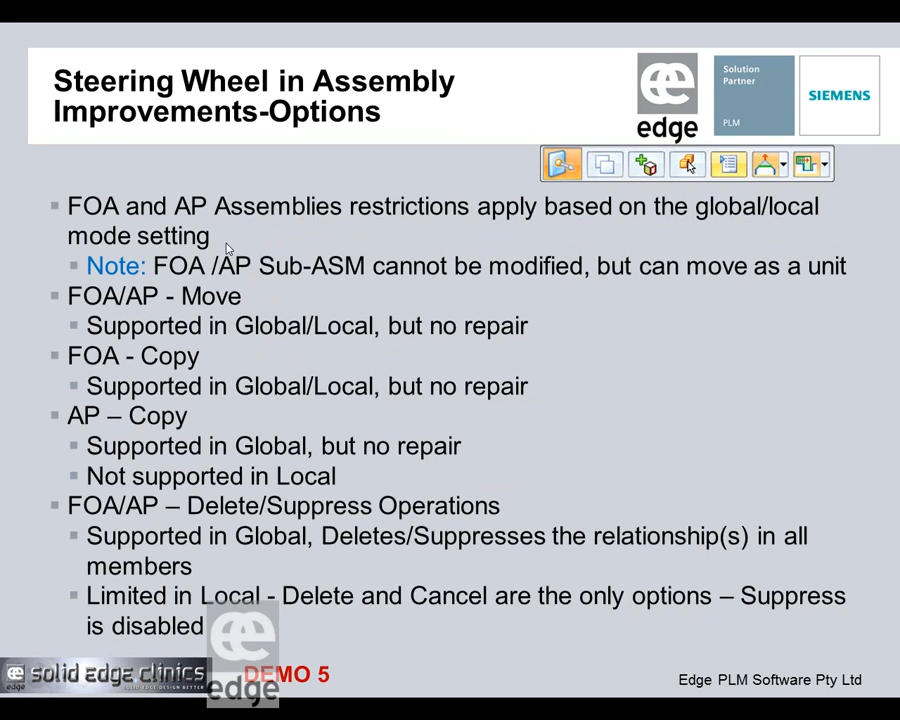 Steering Wheel in Assembly
Improvements-Options
edge
Solution
Partner
PLM
SIEMENS
FOA and AP Assemblies restrictions apply based on the global/local
mode setting
Note: FOA /AP Sub-ASM cannot be modified, but can move as a unit
FOA/AP - Move
Supported in Global/Local, but no repair
FOA - Copy
Supported in Global/Local, but no repair
AP – Copy
Supported in Global, but no repair
Not supported in Local
FOA/AP – Delete/Suppress Operations
Supported in Global, Deletes/Suppresses the relationship(s) in all
members
Limited in Local - Delete and Cancel are the only options – Suppress
is disabled
edge
solid edge clinics
SOLID EDGE DESIGN BETTER
DEMO 5
edge
Edge PLM Software Pty Ltd